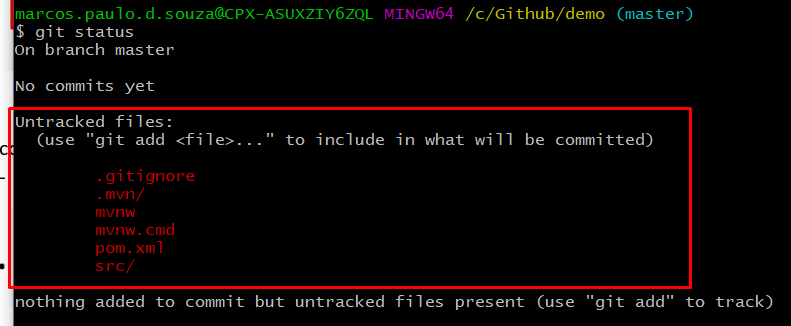 marcos.paulo.d.souza@CPX-ASUXZIY6ZQL MINGW64 /c/Github/demo (master)
$ git status
On branch master
No commits yet
Untracked files:
(use "git add <file>..." to include in what will be committed)
.gitignore
.mvn/
mvnw
mvnw.cmd
pom.xml
src/
nothing added to commit but untracked files present (use "git add" to track)